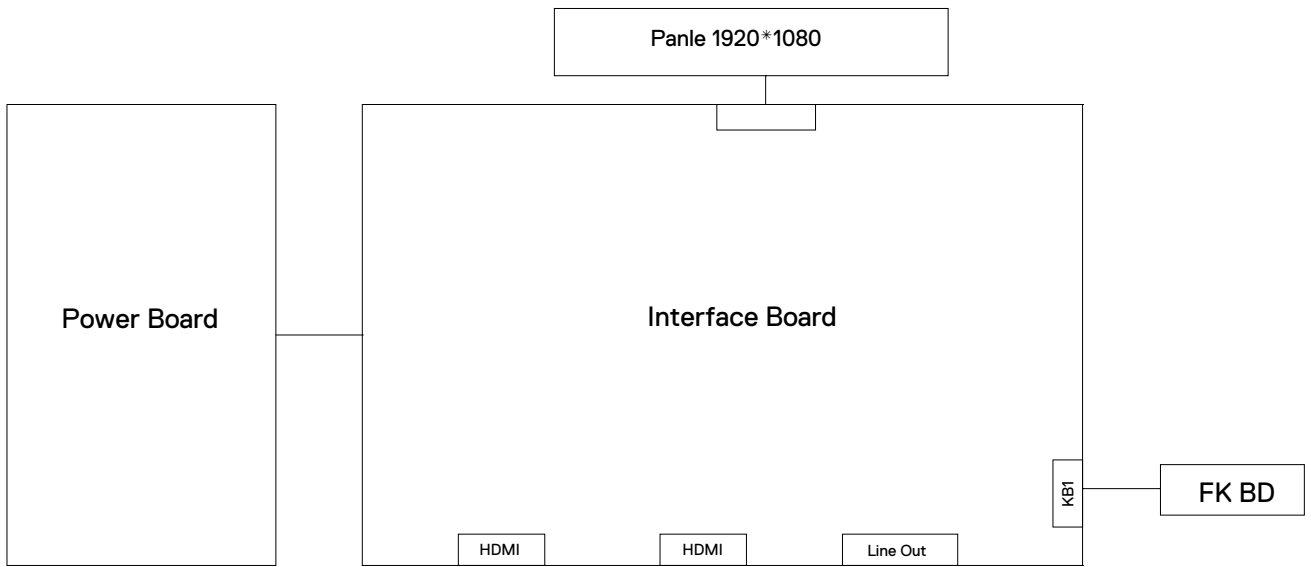 Panle 1920*1080
Power Board
Interface Board
KB1
FK BD
HDMI
HDMI
Line Out